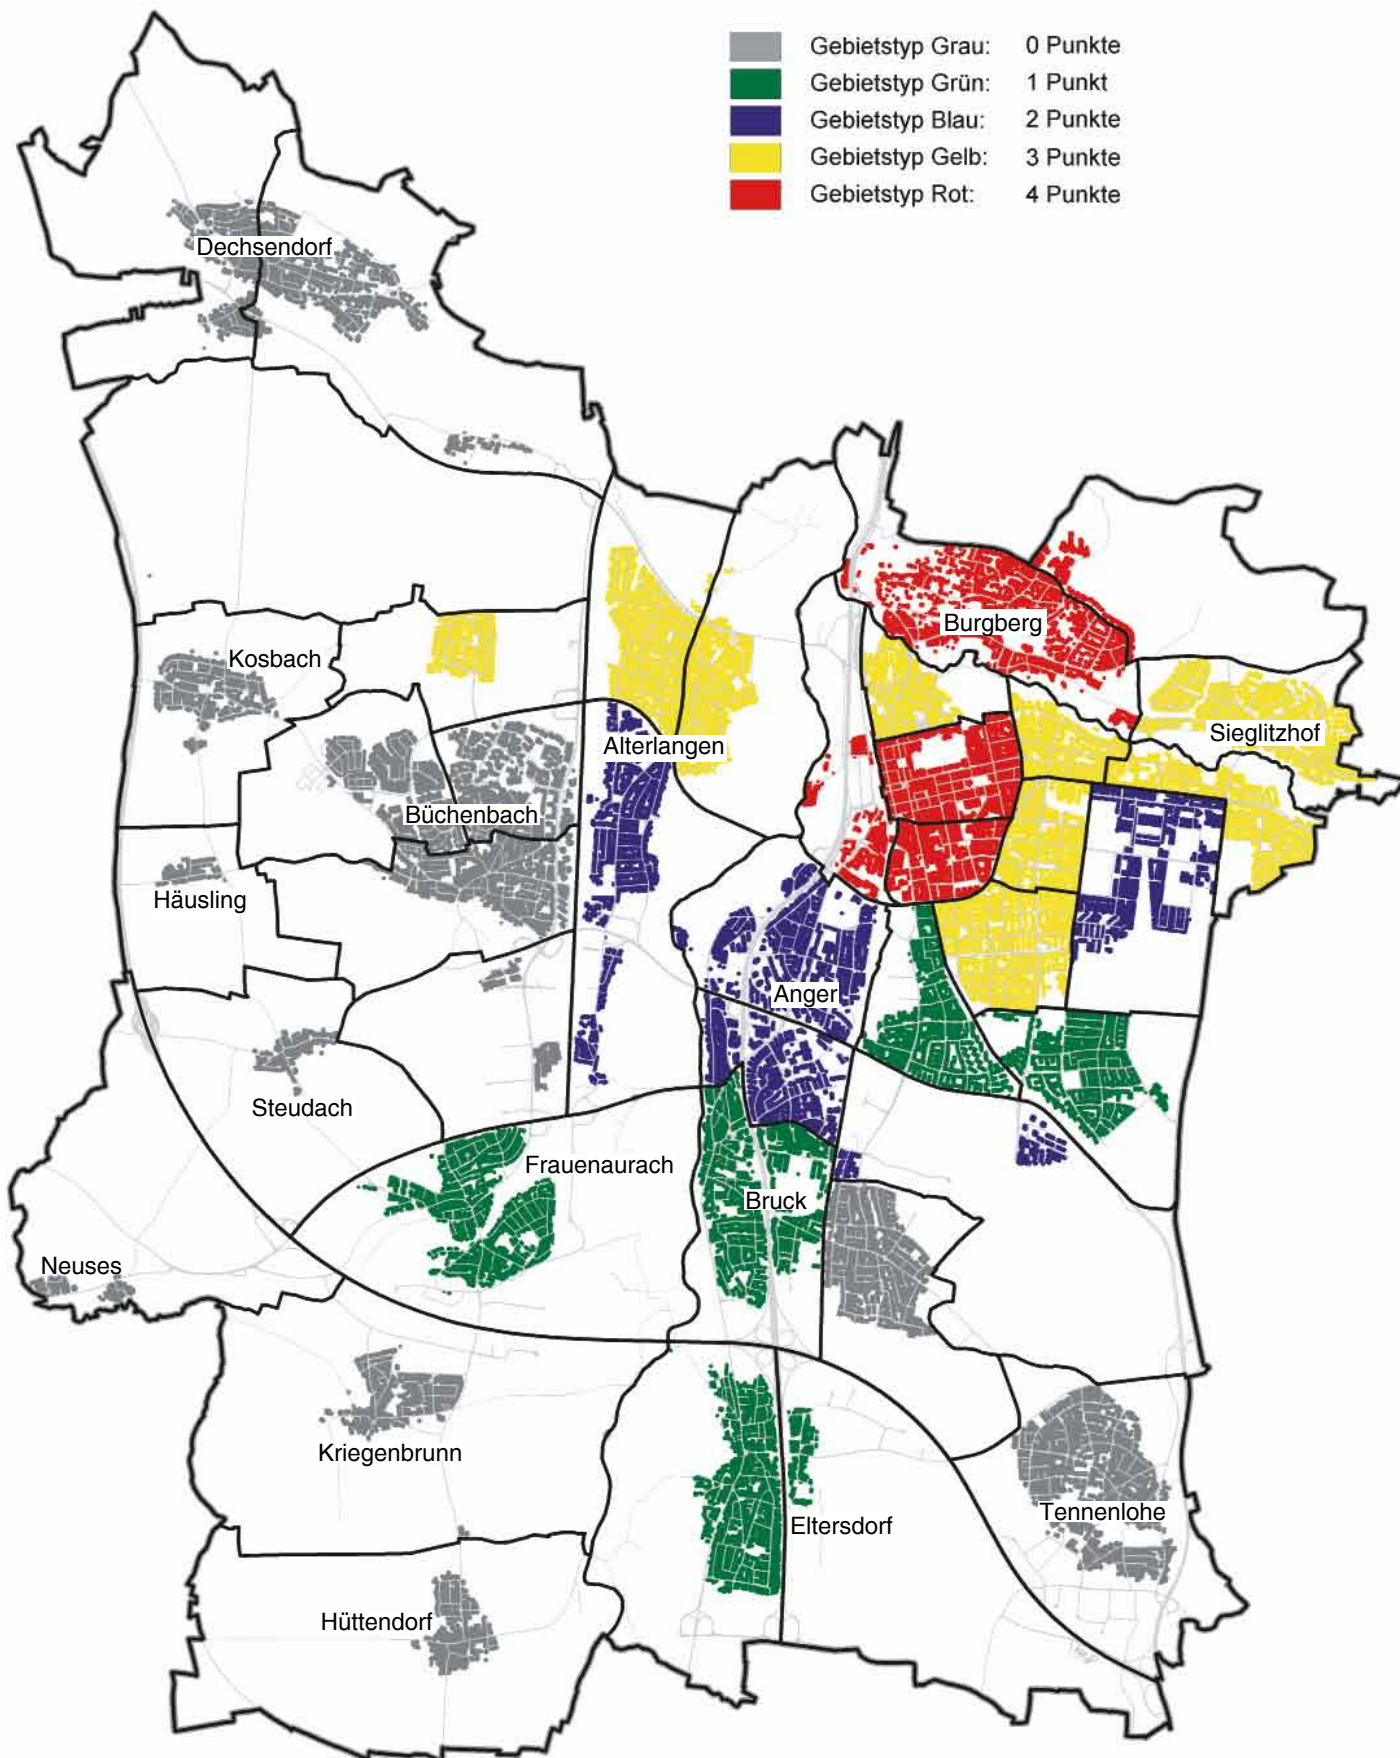 Gebietstyp Grau: 0 Punkte
Gebietstyp Grün: 1 Punkt
Gebietstyp Blau: 2 Punkte
Gebietstyp Gelb: 3 Punkte
Gebietstyp Rot: 4 Punkte
Dechsendorf
Burgberg
Kosbach
Sieglitzhof
Alterlangen
Büchenbach
Häusling
Anger
Steudach
Frauenaurach
Bruck
Neuses
Kriegenbrunn
Tennenlohe
Eltersdorf
Hüttendorf